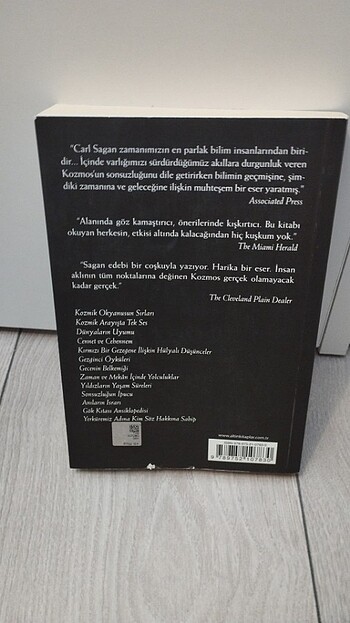 “Carl Sagan zamanımızın en parlak bilim insanlarından biri-
dir... İçinde varlığımızı sürdürdüğümüz akıllara durgunluk veren
Kozmos’un sonsuzluğunu dile getirirken bilimin geçmişine, şim-
diki zamanına ve geleceğine ilişkin muhteşem bir eser yaratmış.”
Associated Press
“Alanında göz kamaştırıcı, önerilerinde kışkırtıcı. Bu kitabı
okuyan herkesin, etkisi altında kalacağından hiç kuşkum yok.”
The Miami Herald
“Sagan edebi bir coşkuyla yazıyor. Harika bir eser. İnsan
aklının tüm noktalarına değinen Kozmos gerçek olamayacak
kadar gerçek.”
The Cleveland Plain Dealer
Kozmik Okyanusun Sırları
Kozmik Arayışta Tek Ses
Dünyaların Uyumu
Cennet ve Cehennem
Kırmızı Bir Gezegene İlişkin Hülyalı Düşünceler
Gezginci Öyküleri
Gecenin Belkemiği
Zaman ve Mekân İçinde Yolculuklar
Yıldızların Yaşam Süreleri
Sonsuzluğun İpucu
Anıların Israrı
Gök Kıtası Ansiklopedisi
Yerküremiz Adına Kim Söz Hakkına Sahip
www.altinkitaplar.com.tr
9 789752 107830